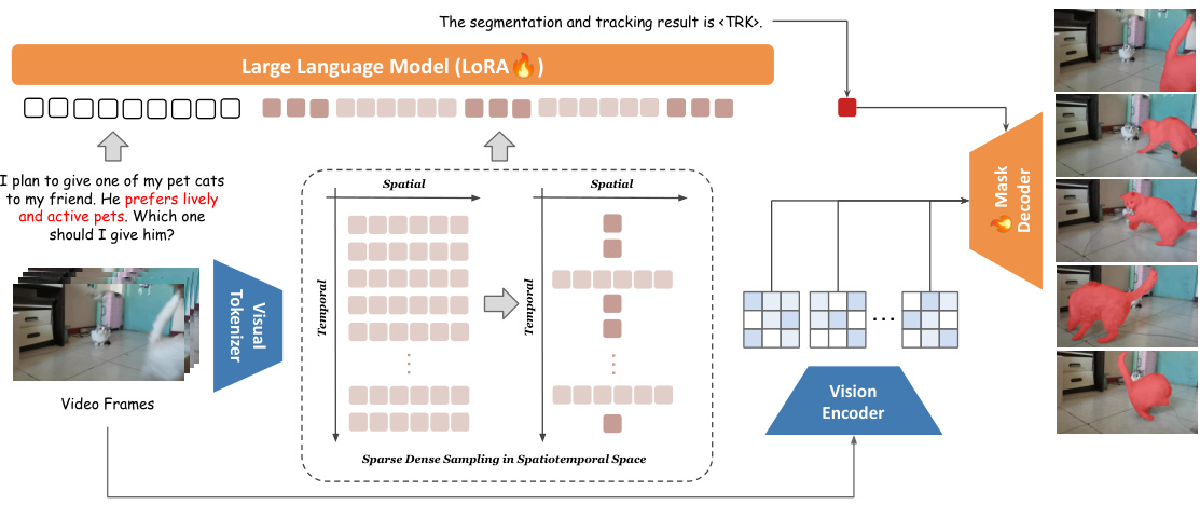 The segmentation and tracking result is <TRK>.
Large Language Model (LoRA🔥)
I plan to give one of my pet cats
to my friend. He prefers lively
and active pets. Which one
should I give him?
Visual
Tokenizer
Video Frames
Spatial
Temporal
Spatial
Temporal
Sparse Dense Sampling in Spatiotemporal Space
Vision
Encoder
🔥 Mask
Decoder